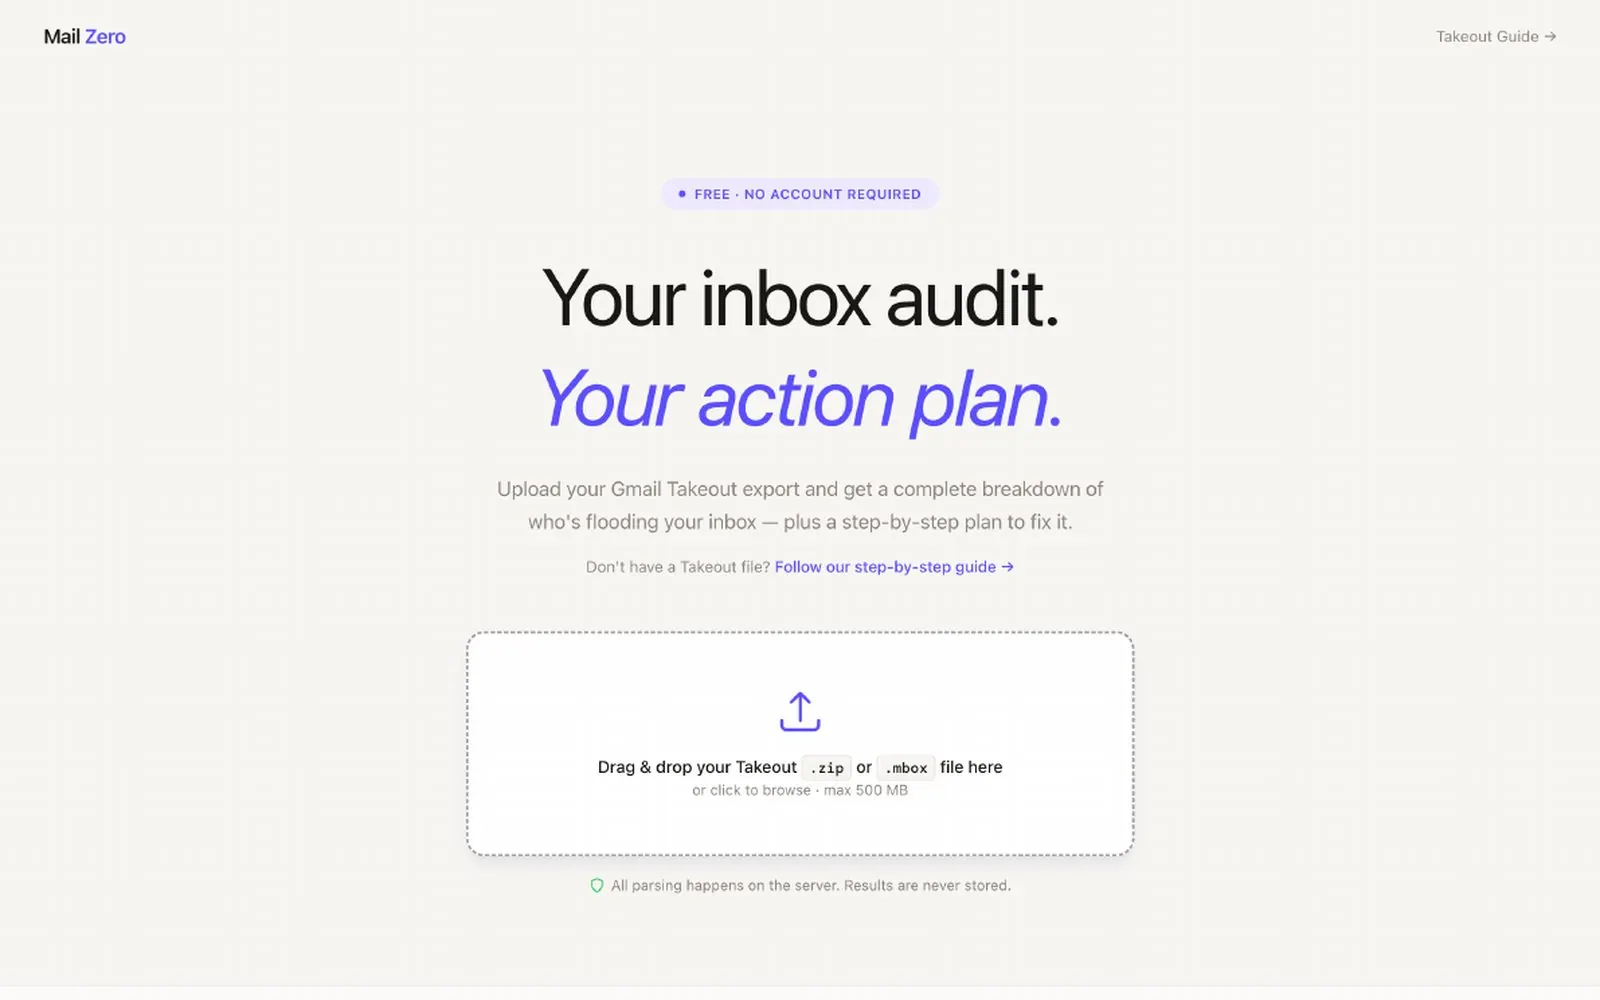 Mail Zero
Takeout Guide →
• FREE · NO ACCOUNT REQUIRED
Your inbox audit.
Your action plan.
Upload your Gmail Takeout export and get a complete breakdown of
who's flooding your inbox — plus a step-by-step plan to fix it.
Don't have a Takeout file? Follow our step-by-step guide →
Drag & drop your Takeout .zip or .mbox file here
or click to browse · max 500 MB
All parsing happens on the server. Results are never stored.